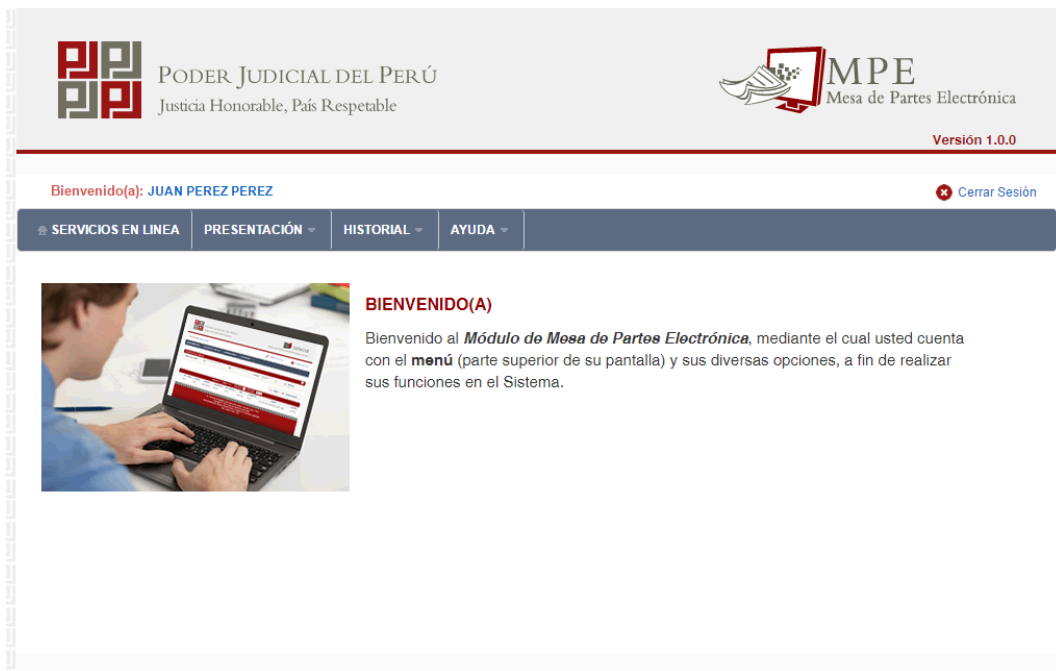 PODER JUDICIAL DEL PERÚ
Justicia Honorable, País Respetable
MPE
Mesa de Partes Electrónica
Versión 1.0.0
Bienvenido(a): JUAN PEREZ PEREZ
Cerrar Sesión
SERVICIOS EN LINEA PRESENTACIÓN HISTORIAL AYUDA
BIENVENIDO(A)
Bienvenido al Módulo de Mesa de Partes Electrónica, mediante el cual usted cuenta
con el menú (parte superior de su pantalla) y sus diversas opciones, a fin de realizar
sus funciones en el Sistema.